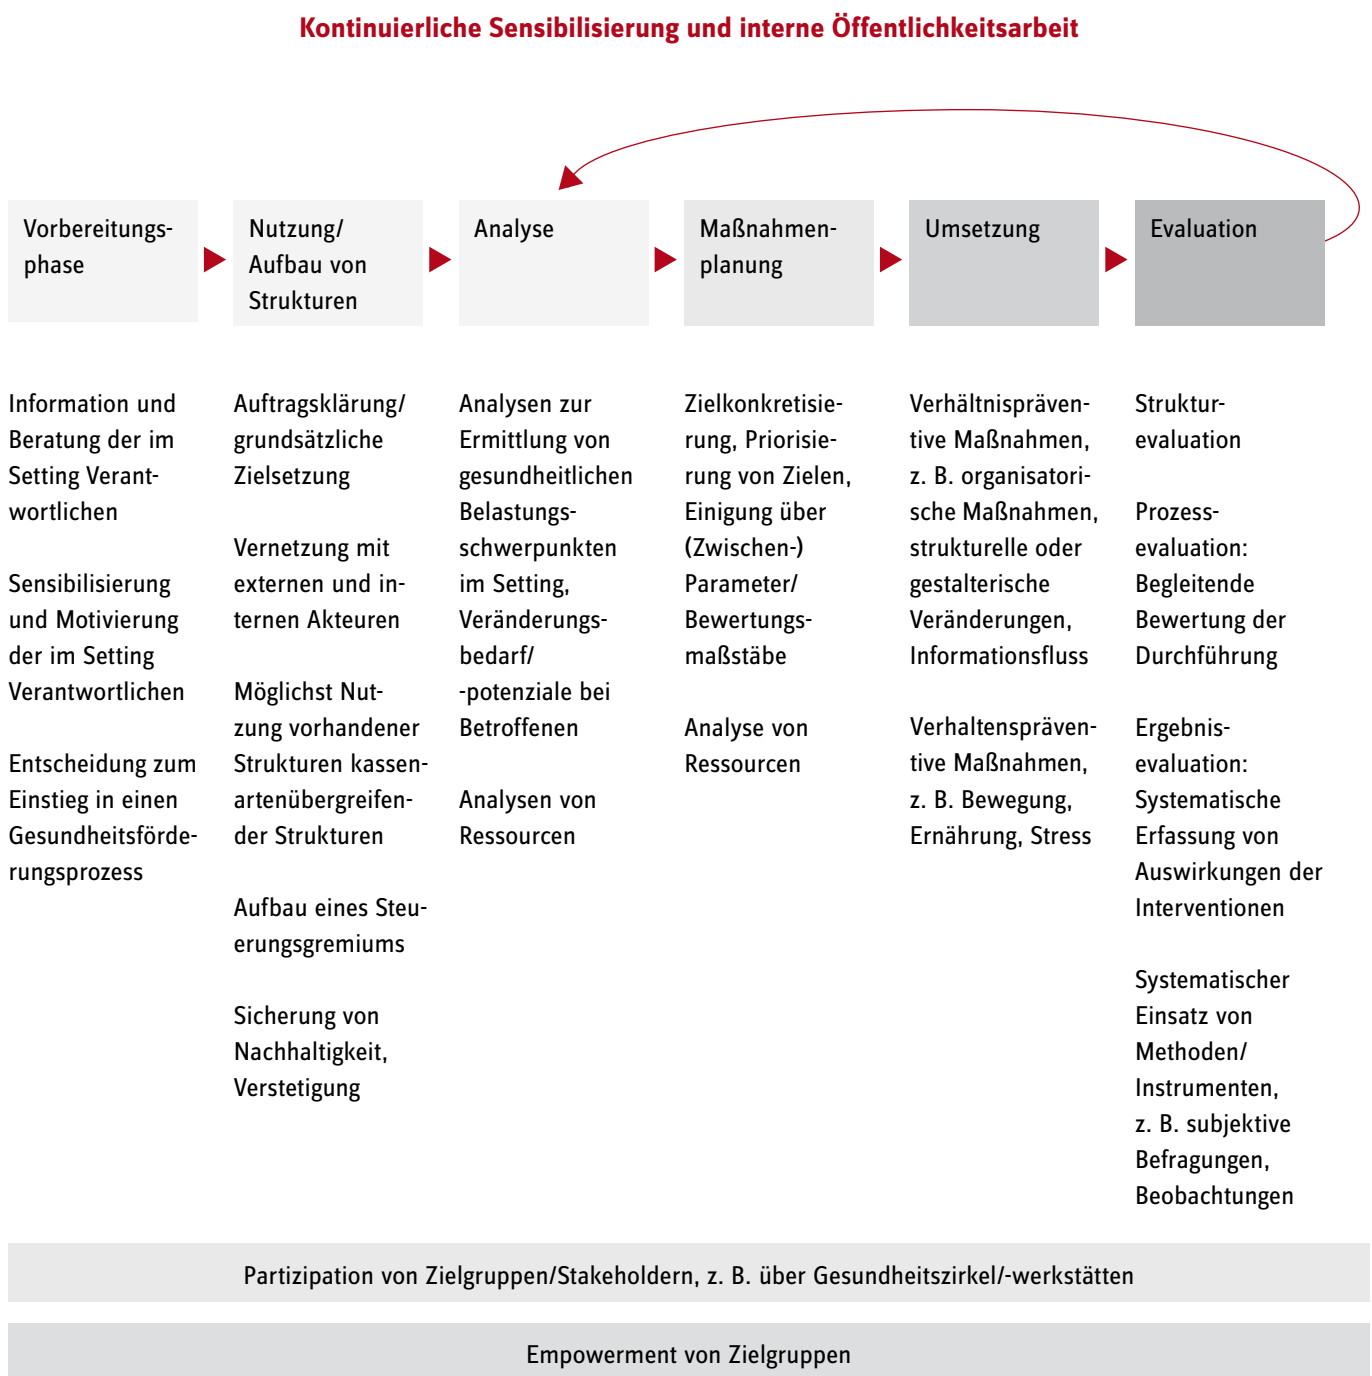 Kontinuierliche Sensibilisierung und interne Öffentlichkeitsarbeit
Vorbereitungs-
phase
Nutzung/
Aufbau von
Strukturen
Analyse
Maßnahmen-
planung
Umsetzung
Evaluation
Information und
Beratung der im
Setting Verant-
wortlichen
Sensibilisierung
und Motivierung
der im Setting
Verantwortlichen
Entscheidung zum
Einstieg in einen
Gesundheitsförde-
rungsprozess
Auftragsklärung/
grundsätzliche
Zielsetzung
Vernetzung mit
externen und in-
ternen Akteuren
Möglichst Nut-
zung vorhandener
Strukturen kassen-
artenübergreifen-
der Strukturen
Aufbau eines Steu-
erungsgremiums
Sicherung von
Nachhaltigkeit,
Verstetigung
Analysen zur
Ermittlung von
gesundheitlichen
Belastungs-
schwerpunkten
im Setting,
Veränderungs-
bedarf/
-potenziale bei
Betroffenen
Analysen von
Ressourcen
Zielkonkretisie-
rung, Priorisie-
rung von Zielen,
Einigung über
(Zwischen-)
Parameter/
Bewertungs-
maßstäbe
Analyse von
Ressourcen
Verhältnispräven-
tive Maßnahmen,
z. B. organisatori-
sche Maßnahmen,
strukturelle oder
gestalterische
Veränderungen,
Informationsfluss
Verhaltenspräven-
tive Maßnahmen,
z. B. Bewegung,
Ernährung, Stress
Struktur-
evaluation
Prozess-
evaluation:
Begleitende
Bewertung der
Durchführung
Ergebnis-
evaluation:
Systematische
Erfassung von
Auswirkungen der
Interventionen
Systematischer
Einsatz von
Methoden/
Instrumenten,
z. B. subjektive
Befragungen,
Beobachtungen
Partizipation von Zielgruppen/Stakeholdern, z. B. über Gesundheitszirkel/-werkstätten
Empowerment von Zielgruppen